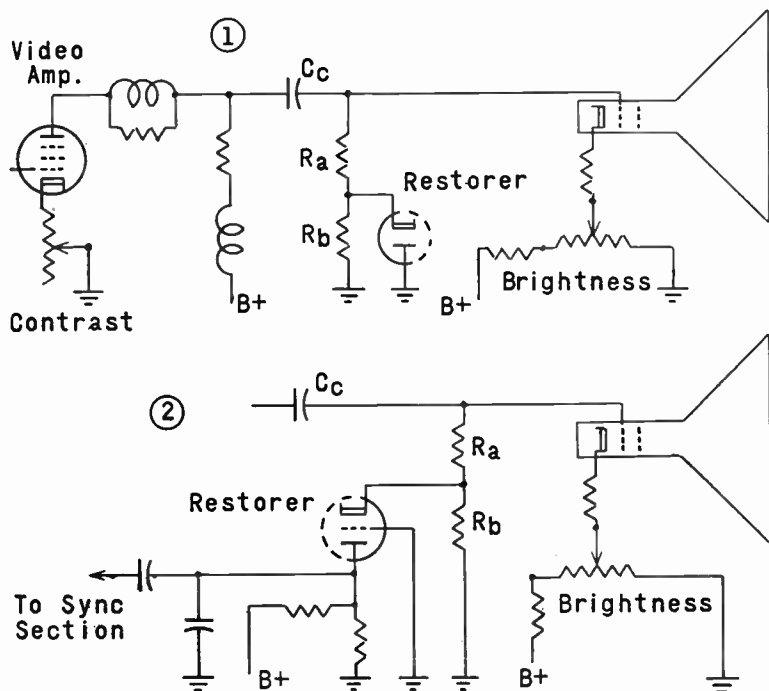 ①
Video
Amp.
Cc
Ra
Restorer
Rb
B+
Brightness
B+
Contrast
②
Cc
Ra
Restorer
Rb
To Sync
Section
Brightness
B+
B+